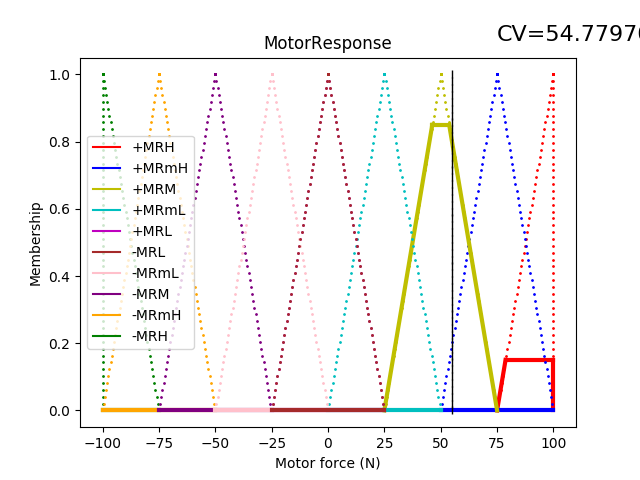 CV=54.7797
MotorResponse
Membership
1.0
0.8
0.6
0.4
0.2
0.0
+MRH
+MRmH
+MRM
+MRmL
+MRL
-MRL
-MRmL
-MRM
-MRmH
-MRH
−100 −75 −50 −25 0 25 50 75 100
Motor force (N)